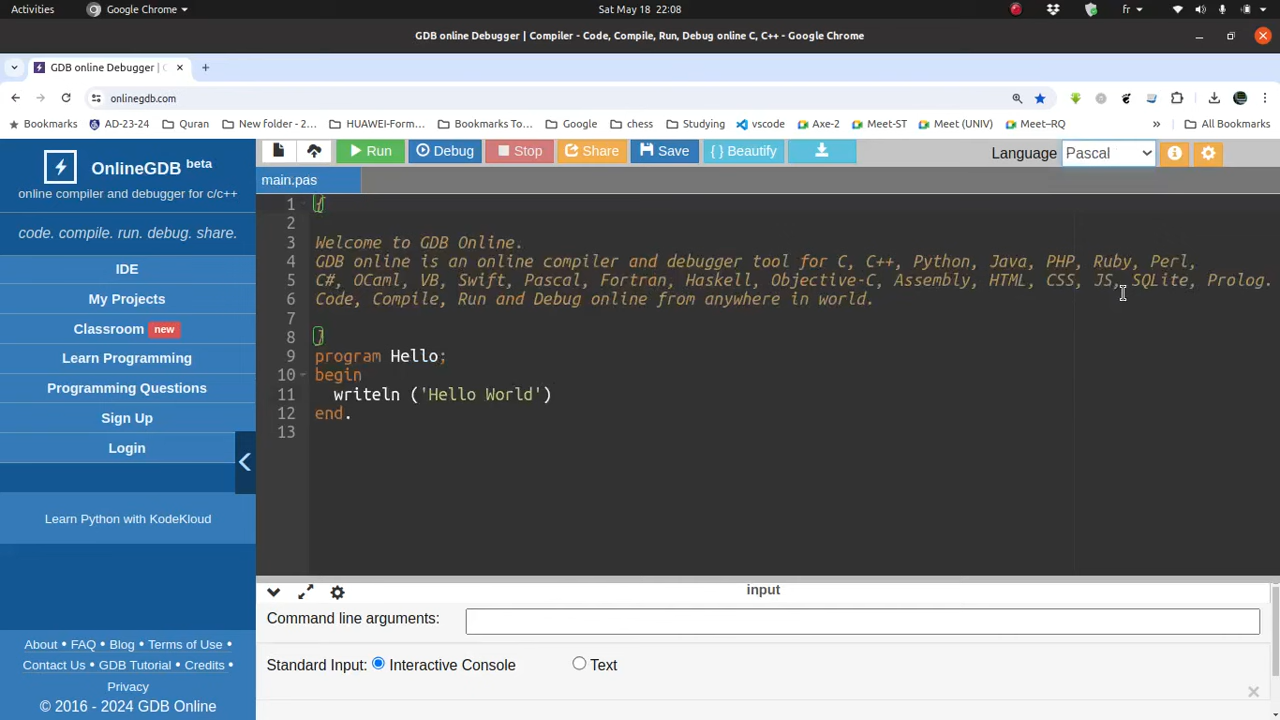 Activities Google Chrome Sat May 18 22:08 fr
GDB online Debugger | Compiler - Code, Compile, Run, Debug online C, C++ - Google Chrome
GDB online Debugger |
onlinegdb.com
Bookmarks AD-23-24 Quran New folder - 2... HUAWEI-Form... Bookmarks To... Google chess Studying vscode Axe-2 Meet-ST Meet (UNIV) Meet–RQ » All Bookmarks
OnlineGDB beta
online compiler and debugger for c/c++
code. compile. run. debug. share.
IDE
My Projects
Classroom new
Learn Programming
Programming Questions
Sign Up
Login
Learn Python with KodeKloud
About • FAQ • Blog • Terms of Use •
Contact Us • GDB Tutorial • Credits •
Privacy
© 2016 - 2024 GDB Online
Run Debug Stop Share Save { } Beautify Language Pascal
main.pas
1 {
2
3 Welcome to GDB Online.
4 GDB online is an online compiler and debugger tool for C, C++, Python, Java, PHP, Ruby, Perl,
5 C#, OCaml, VB, Swift, Pascal, Fortran, Haskell, Objective-C, Assembly, HTML, CSS, JS, SQLite, Prolog.
6 Code, Compile, Run and Debug online from anywhere in world.
7
8 }
9 program Hello;
10 begin
11 writeln ('Hello World')
12 end.
13
input
Command line arguments:
Standard Input: Interactive Console Text